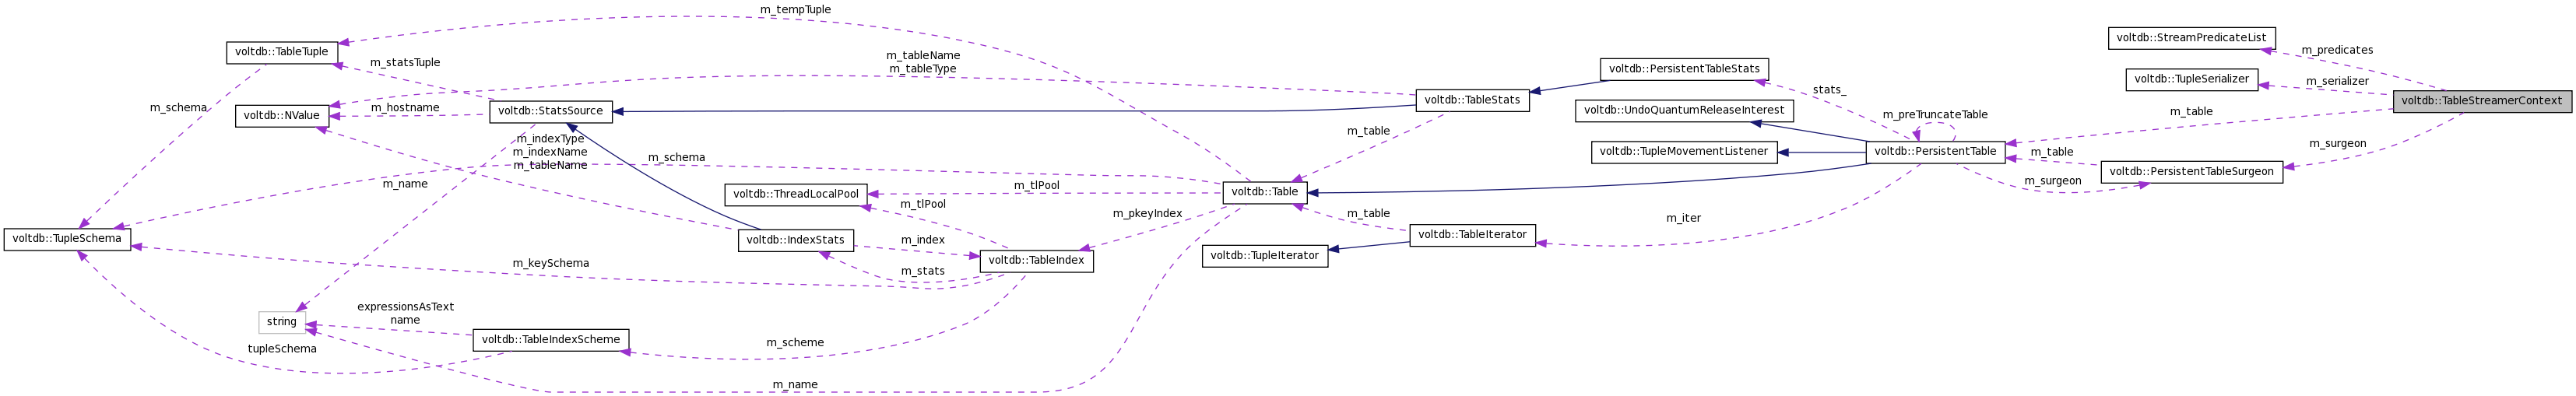 m_tempTuple
voltdb::StreamPredicateList
voltdb::TableTuple
m_tableName
m_tableType
m_predicates
m_statsTuple
voltdb::PersistentTableStats
voltdb::TupleSerializer
m_serializer
stats_
voltdb::TableStats
voltdb::TableStreamerContext
m_schema
m_hostname
voltdb::StatsSource
voltdb::NValue
voltdb::UndoQuantumReleaseInterest
m_preTruncateTable
m_table
m_table
m_indexType
m_indexName
m_tableName
m_surgeon
voltdb::TupleMovementListener
voltdb::PersistentTable
m_table
m_schema
voltdb::PersistentTableSurgeon
m_name
m_tlPool
m_surgeon
voltdb::ThreadLocalPool
voltdb::Table
m_tlPool
m_pkeyIndex
m_table
m_iter
voltdb::TupleSchema
voltdb::IndexStats
m_index
voltdb::TableIterator
voltdb::TupleIterator
m_keySchema
m_stats
voltdb::TableIndex
expressionsAsText
name
string
voltdb::TableIndexScheme
m_scheme
tupleSchema
m_name